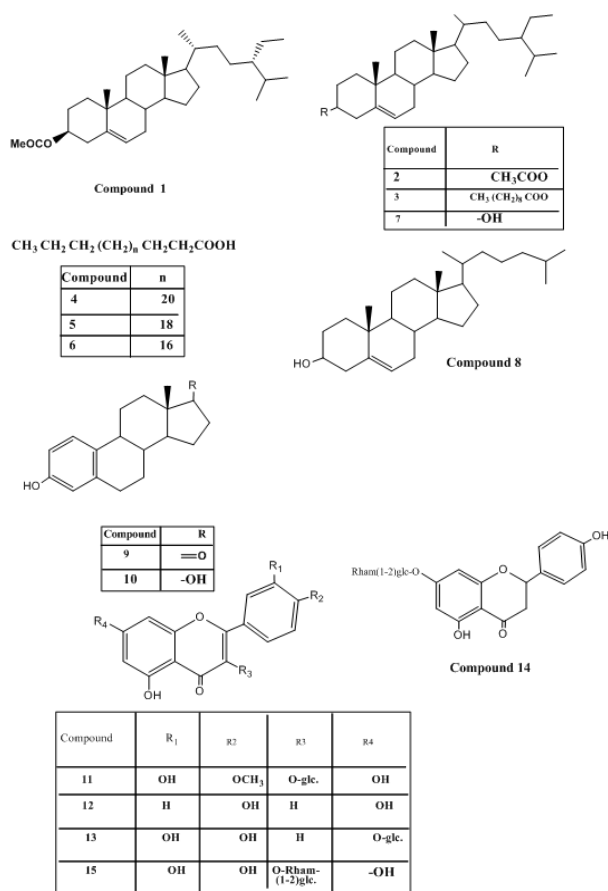 MeOCO
Compound 1
R
Compound R
2 CH3COO
3 CH3 (CH2)8 COO
7 -OH
CH3 CH2 CH2 (CH2)n CH2CH2COOH
Compound n
4 20
5 18
6 16
HO
Compound 8
R
HO
Compound R
9 =O
10 -OH
OH
Rham(1-2)glc-O
O
OH O
Compound 14
R1
R2
R4
O
R3
OH O
Compound R1 R2 R3 R4
11 OH OCH3 O-glc. OH
12 H OH H OH
13 OH OH H O-glc.
15 OH OH O-Rham- -OH
(1-2)glc.